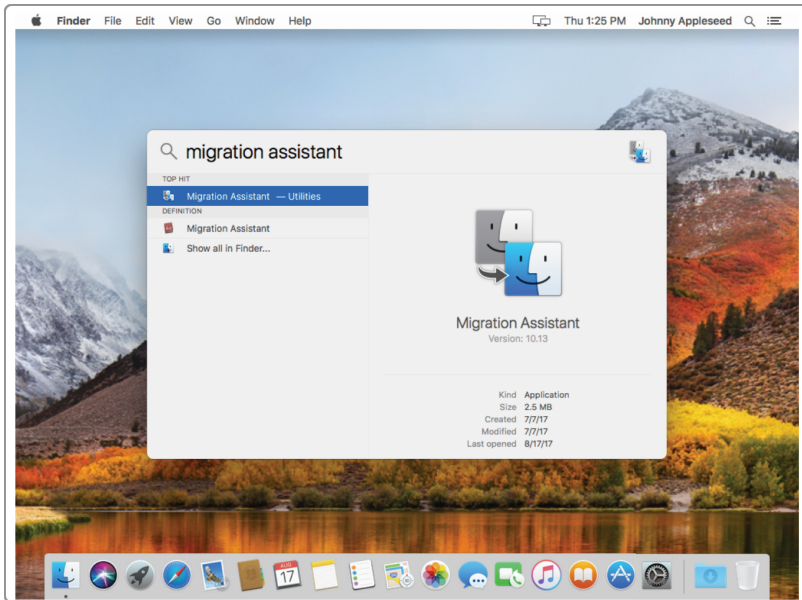 Finder File Edit View Go Window Help Thu 1:25 PM Johnny Appleseed
migration assistant
TOP HIT
Migration Assistant — Utilities
DEFINITION
Migration Assistant
Show all in Finder...
Migration Assistant
Version: 10.13
Kind Application
Size 2.5 MB
Created 7/7/17
Modified 7/7/17
Last opened 8/17/17
AUG
17